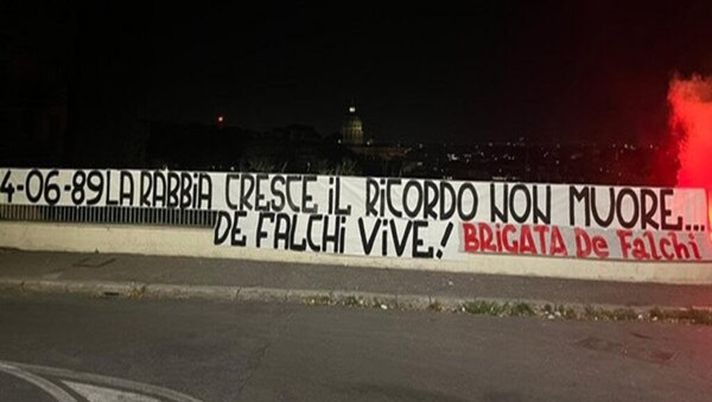 4-06-89 LA RABBIA CRESCE iL RiCORDO NON MUORE...
DE FALCHi ViVE! BRiGATA De FalcHi